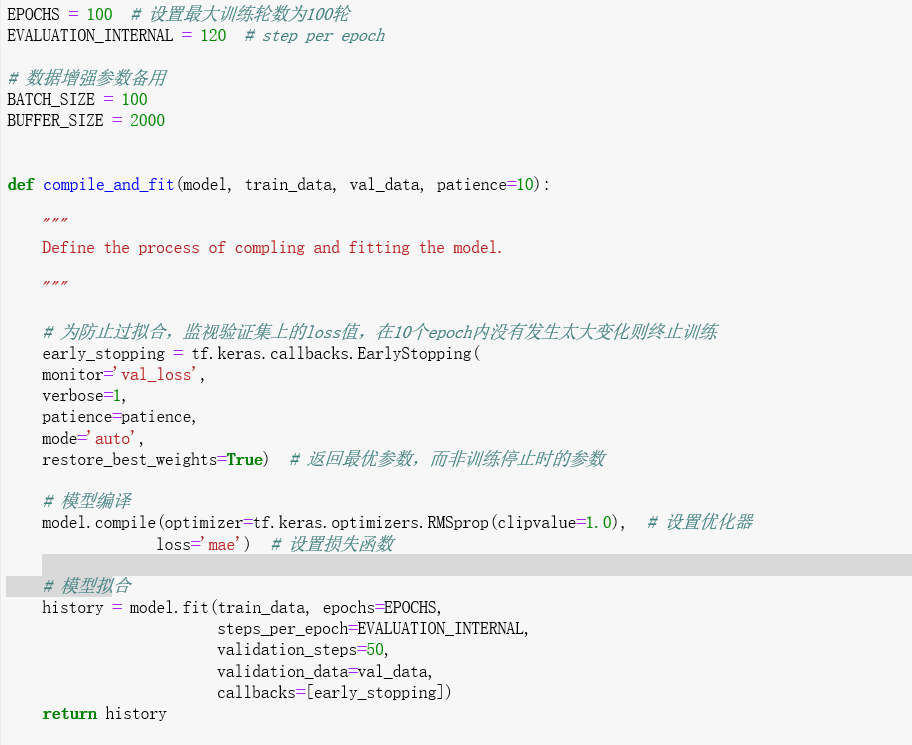 EPOCHS = 100  # 设置最大训练轮数为100轮
EVALUATION_INTERNAL = 120  # step per epoch
# 数据增强参数备用
BATCH_SIZE = 100
BUFFER_SIZE = 2000
def compile_and_fit(model, train_data, val_data, patience=10):
"""
Define the process of compling and fitting the model.
"""
# 为防止过拟合，监视验证集上的loss值，在10个epoch内没有发生太大变化则终止训练
early_stopping = tf.keras.callbacks.EarlyStopping(
monitor='val_loss',
verbose=1,
patience=patience,
mode='auto',
restore_best_weights=True)  # 返回最优参数，而非训练停止时的参数
# 模型编译
model.compile(optimizer=tf.keras.optimizers.RMSprop(clipvalue=1.0),  # 设置优化器
loss='mae')  # 设置损失函数
# 模型拟合
history = model.fit(train_data, epochs=EPOCHS,
steps_per_epoch=EVALUATION_INTERNAL,
validation_steps=50,
validation_data=val_data,
callbacks=[early_stopping])
return history